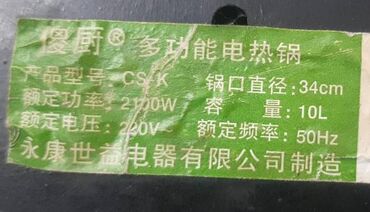 傻厨® 多功能电热锅
产品型号: CS/K 锅口直径: 34cm
额定功率: 2100W 容 量: 10L
额定电压: 220V~ 额定频率: 50Hz
永康世益电器有限公司制造